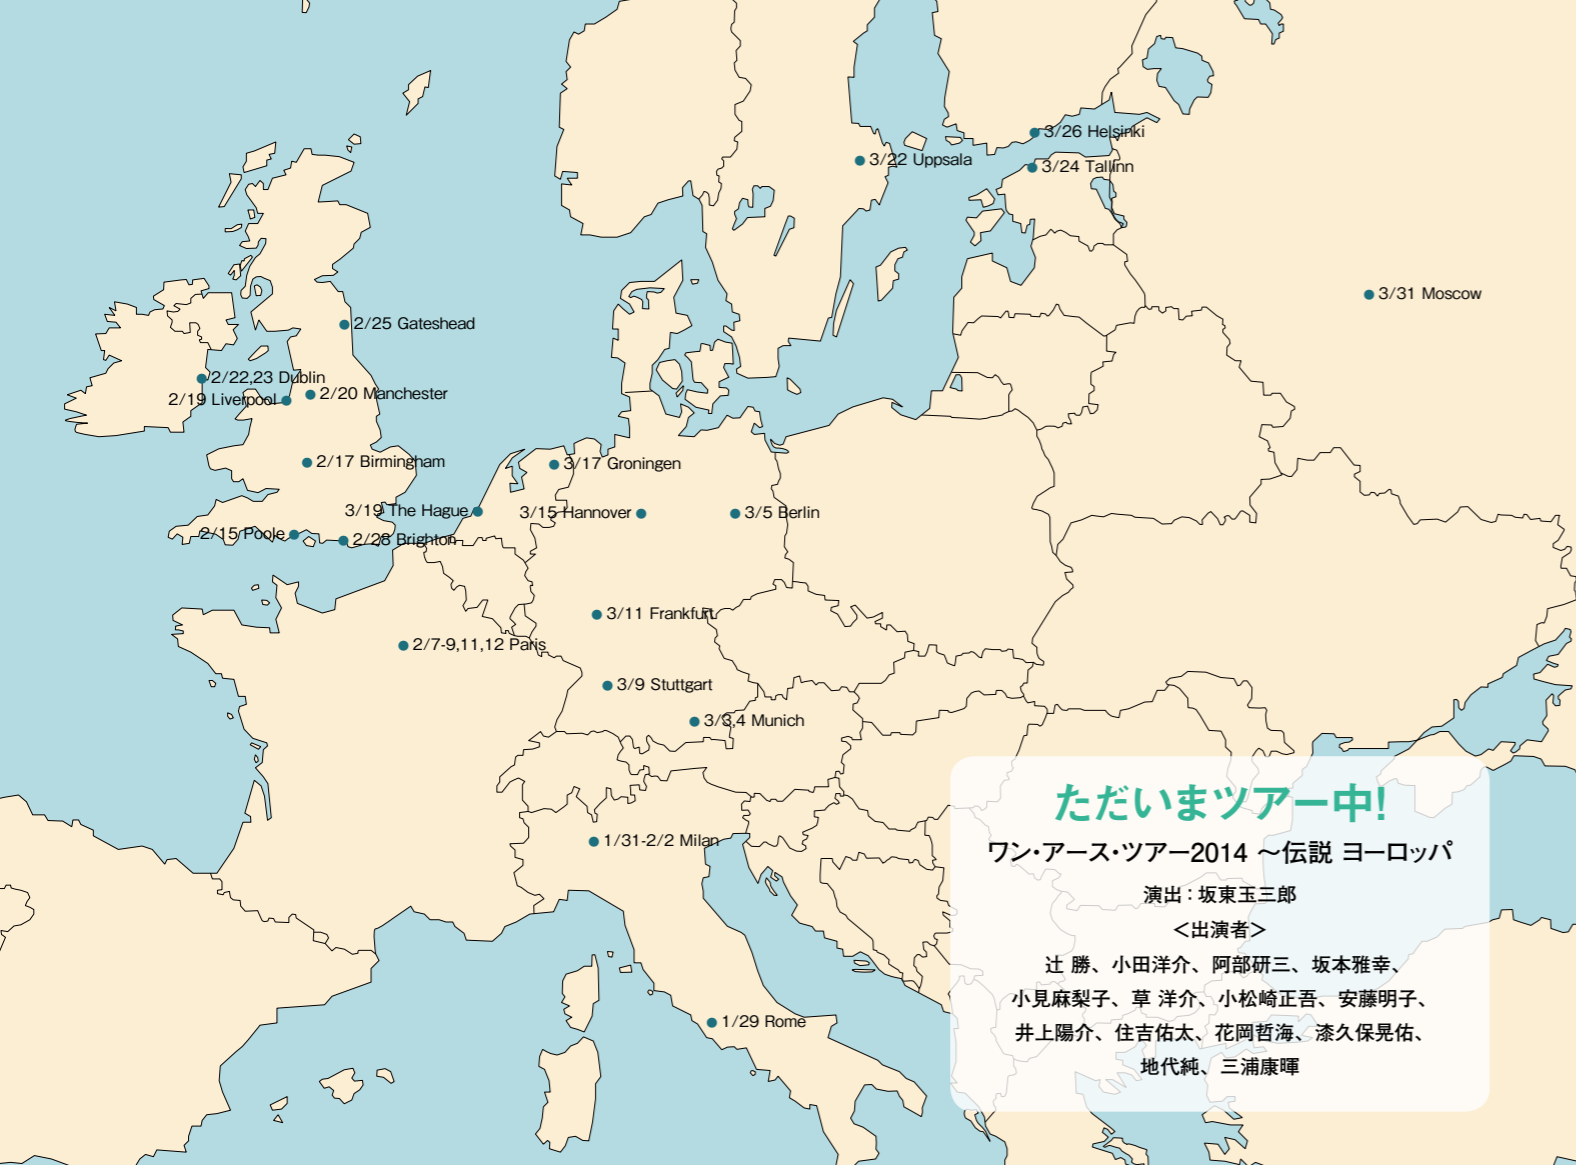 3/26 Helsinki
3/22 Uppsala
3/24 Tallinn
3/31 Moscow
2/25 Gateshead
2/22,23 Dublin
2/19 Liverpool
2/20 Manchester
2/17 Birmingham
3/17 Groningen
3/19 The Hague
3/15 Hannover
3/5 Berlin
2/15 Poole
2/28 Brighton
3/11 Frankfurt
2/7-9,11,12 Paris
3/9 Stuttgart
3/3,4 Munich
1/31-2/2 Milan
1/29 Rome
ただいまツアー中!
ワン・アース・ツアー2014 〜伝説 ヨーロッパ
演出：坂東玉三郎
＜出演者＞
辻 勝、小田洋介、阿部研三、坂本雅幸、
小見麻梨子、草 洋介、小松崎正吾、安藤明子、
井上陽介、住吉佑太、花岡哲海、漆久保晃佑、
地代純、三浦康暉